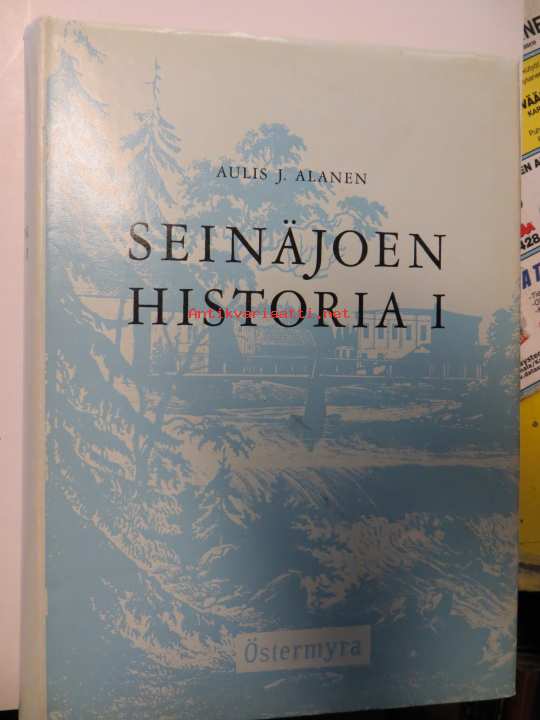 AULIS J. ALANEN
SEINÄJOEN
HISTORIA I
Antikvariaatti.net
Östermyra